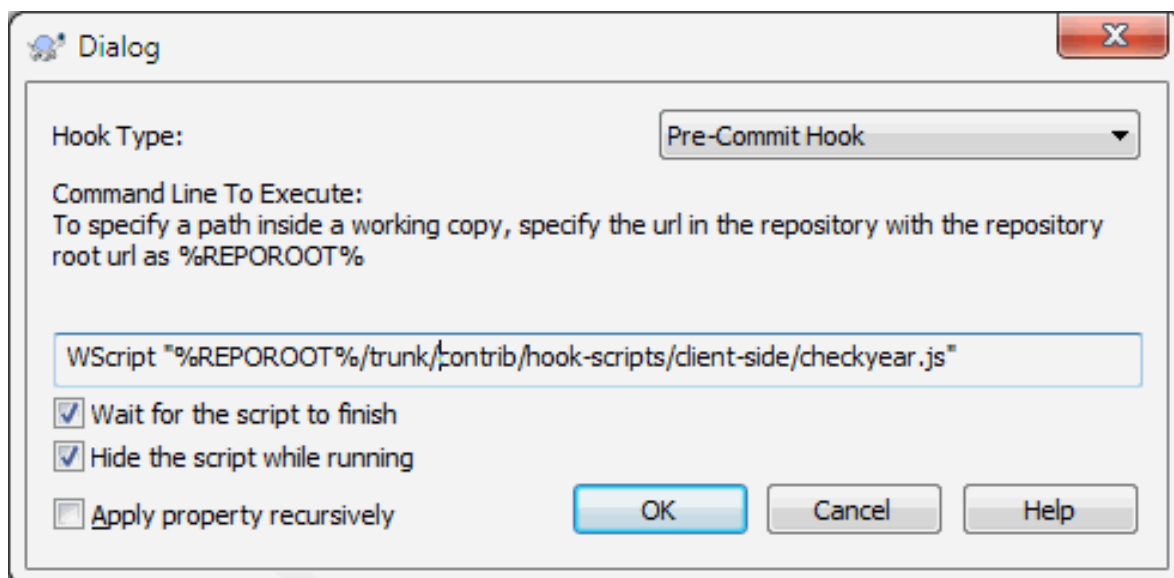 Dialog
Hook Type:
Pre-Commit Hook
Command Line To Execute:
To specify a path inside a working copy, specify the url in the repository with the repository
root url as %REPOROOT%
WScript "%REPOROOT%/trunk/contrib/hook-scripts/client-side/checkyear.js"
Wait for the script to finish
Hide the script while running
Apply property recursively
OK
Cancel
Help